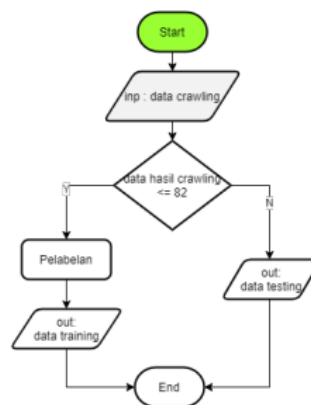 Start
inp : data crawling
data hasil crawling
<= 82
Y
N
Pelabelan
out:
data testing
out:
data training
End